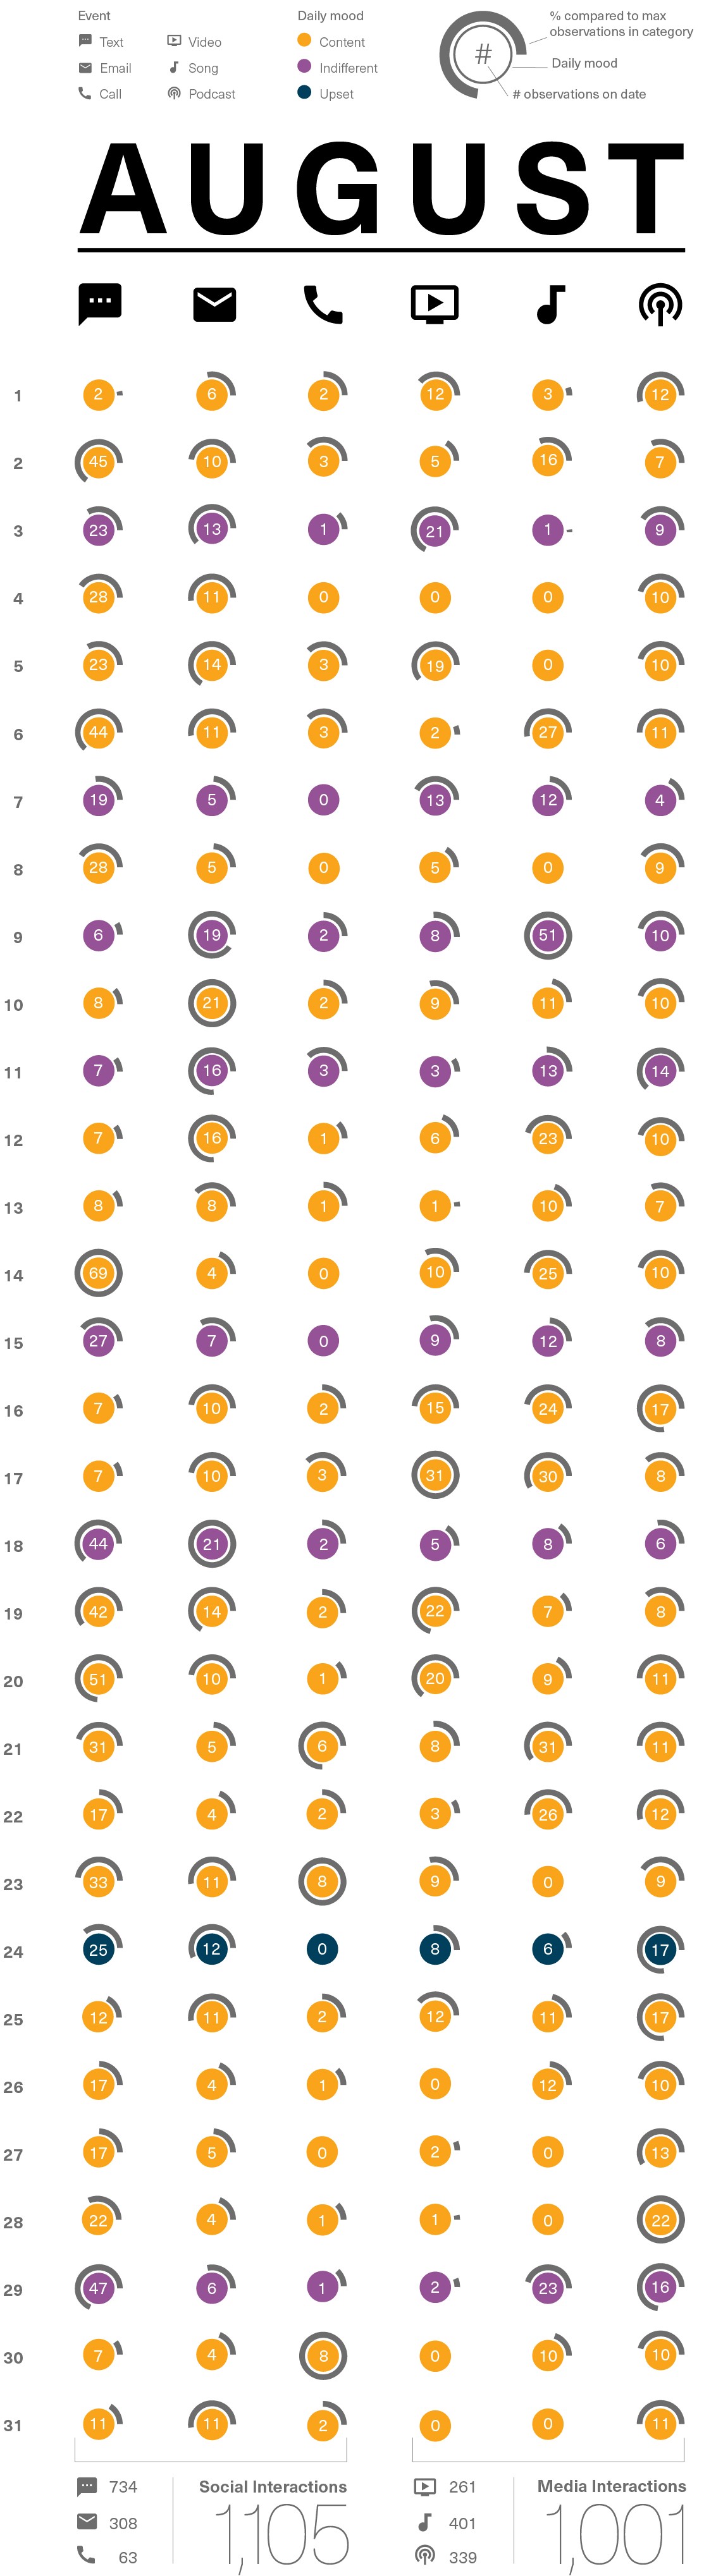 Event
Daily mood
% compared to max
observations in category
Text
Video
Content
Email
Song
Indifferent
Daily mood
Call
Podcast
Upset
#
# observations on date
AUGUST
1 2 6 2 12 3 12
2 45 10 3 5 16 7
3 23 13 1 21 1 9
4 28 11 0 0 0 10
5 23 14 3 19 0 10
6 44 11 3 2 27 11
7 19 5 0 13 12 4
8 28 5 0 5 0 9
9 6 19 2 8 51 10
10 8 21 2 9 11 10
11 7 16 3 3 13 14
12 7 16 1 6 23 10
13 8 8 1 1 10 7
14 69 4 0 10 25 10
15 27 7 0 9 12 8
16 7 10 2 15 24 17
17 7 10 3 31 30 8
18 44 21 2 5 8 6
19 42 14 2 22 7 8
20 51 10 1 20 9 11
21 31 5 6 8 31 11
22 17 4 2 3 26 12
23 33 11 8 9 0 9
24 25 12 0 8 6 17
25 12 11 2 12 11 17
26 17 4 1 0 12 10
27 17 5 0 2 0 13
28 22 4 1 1 0 22
29 47 6 1 2 23 16
30 7 4 8 0 10 10
31 11 11 2 0 0 11
734
308
63
Social Interactions
1,105
261
401
339
Media Interactions
1,001